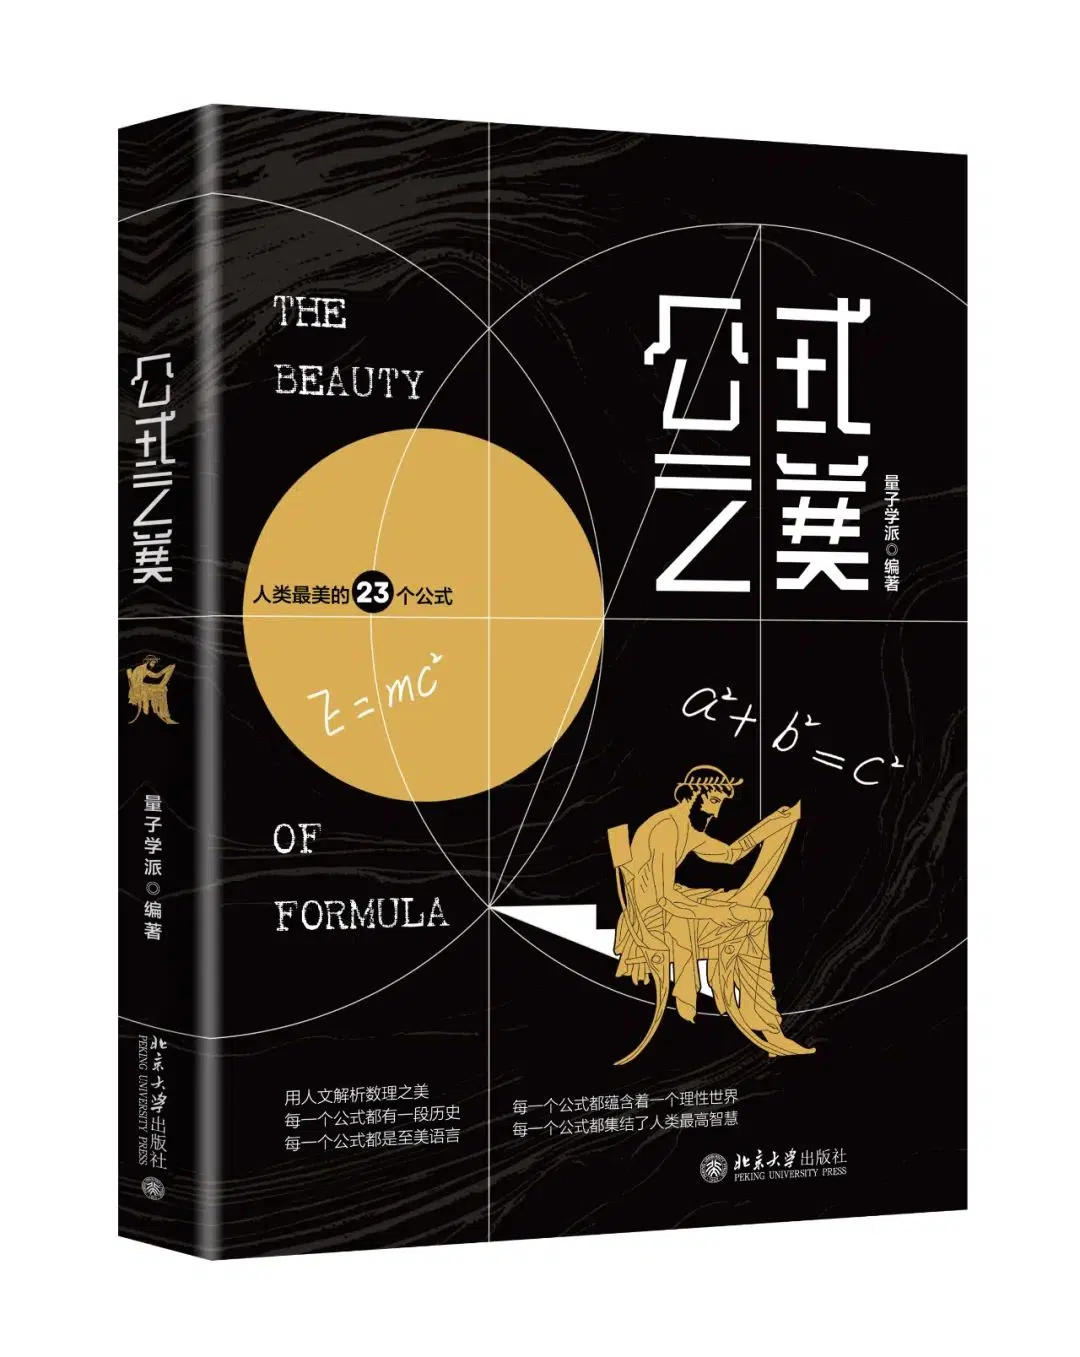 公式之美
量子学派◎编著
北京大学出版社
PEKING UNIVERSITY PRESS
THE
BEAUTY
公式
之美
量子学派◎编著
人类最美的23个公式
E=mc²
a²+b²=c²
OF
FORMULA
用人文解析数理之美
每一个公式都有一段历史
每一个公式都是至美语言
每一个公式都蕴含着一个理性世界
每一个公式都集结了人类最高智慧
北京大学出版社
PEKING UNIVERSITY PRESS